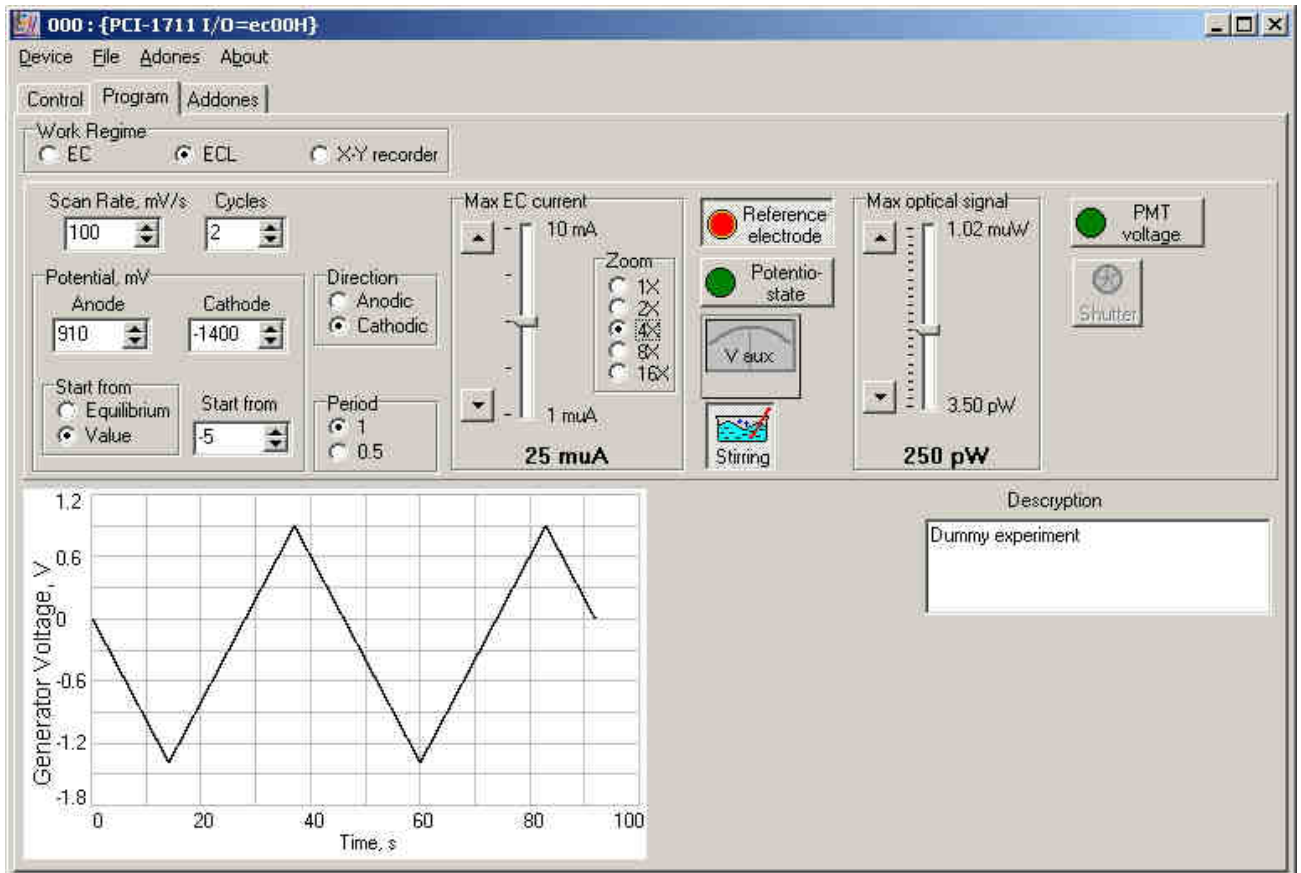 000 : {PCI-1711 I/O=ec00H}
Device File Adones About
Control Program Addones
Work Regime
EC ECL X-Y recorder
Scan Rate, mV/s Cycles
100 2
Potential, mV
Anode Cathode
910 -1400
Start from
Equilibrium
Value
Start from
-5
Direction
Anodic
Cathodic
Period
1
0.5
Max EC current
10 mA
Zoom
1X
2X
4X
8X
16X
1 muA
25 muA
Reference
electrode
Potentio-
state
V aux
Stirring
Max optical signal
1.02 muW
3.50 pW
250 pW
PMT
voltage
Shutter
Generator Voltage, V
1.2
0.6
0
-0.6
-1.2
-1.8
0 20 40 60 80 100
Time, s
Descryption
Dummy experiment